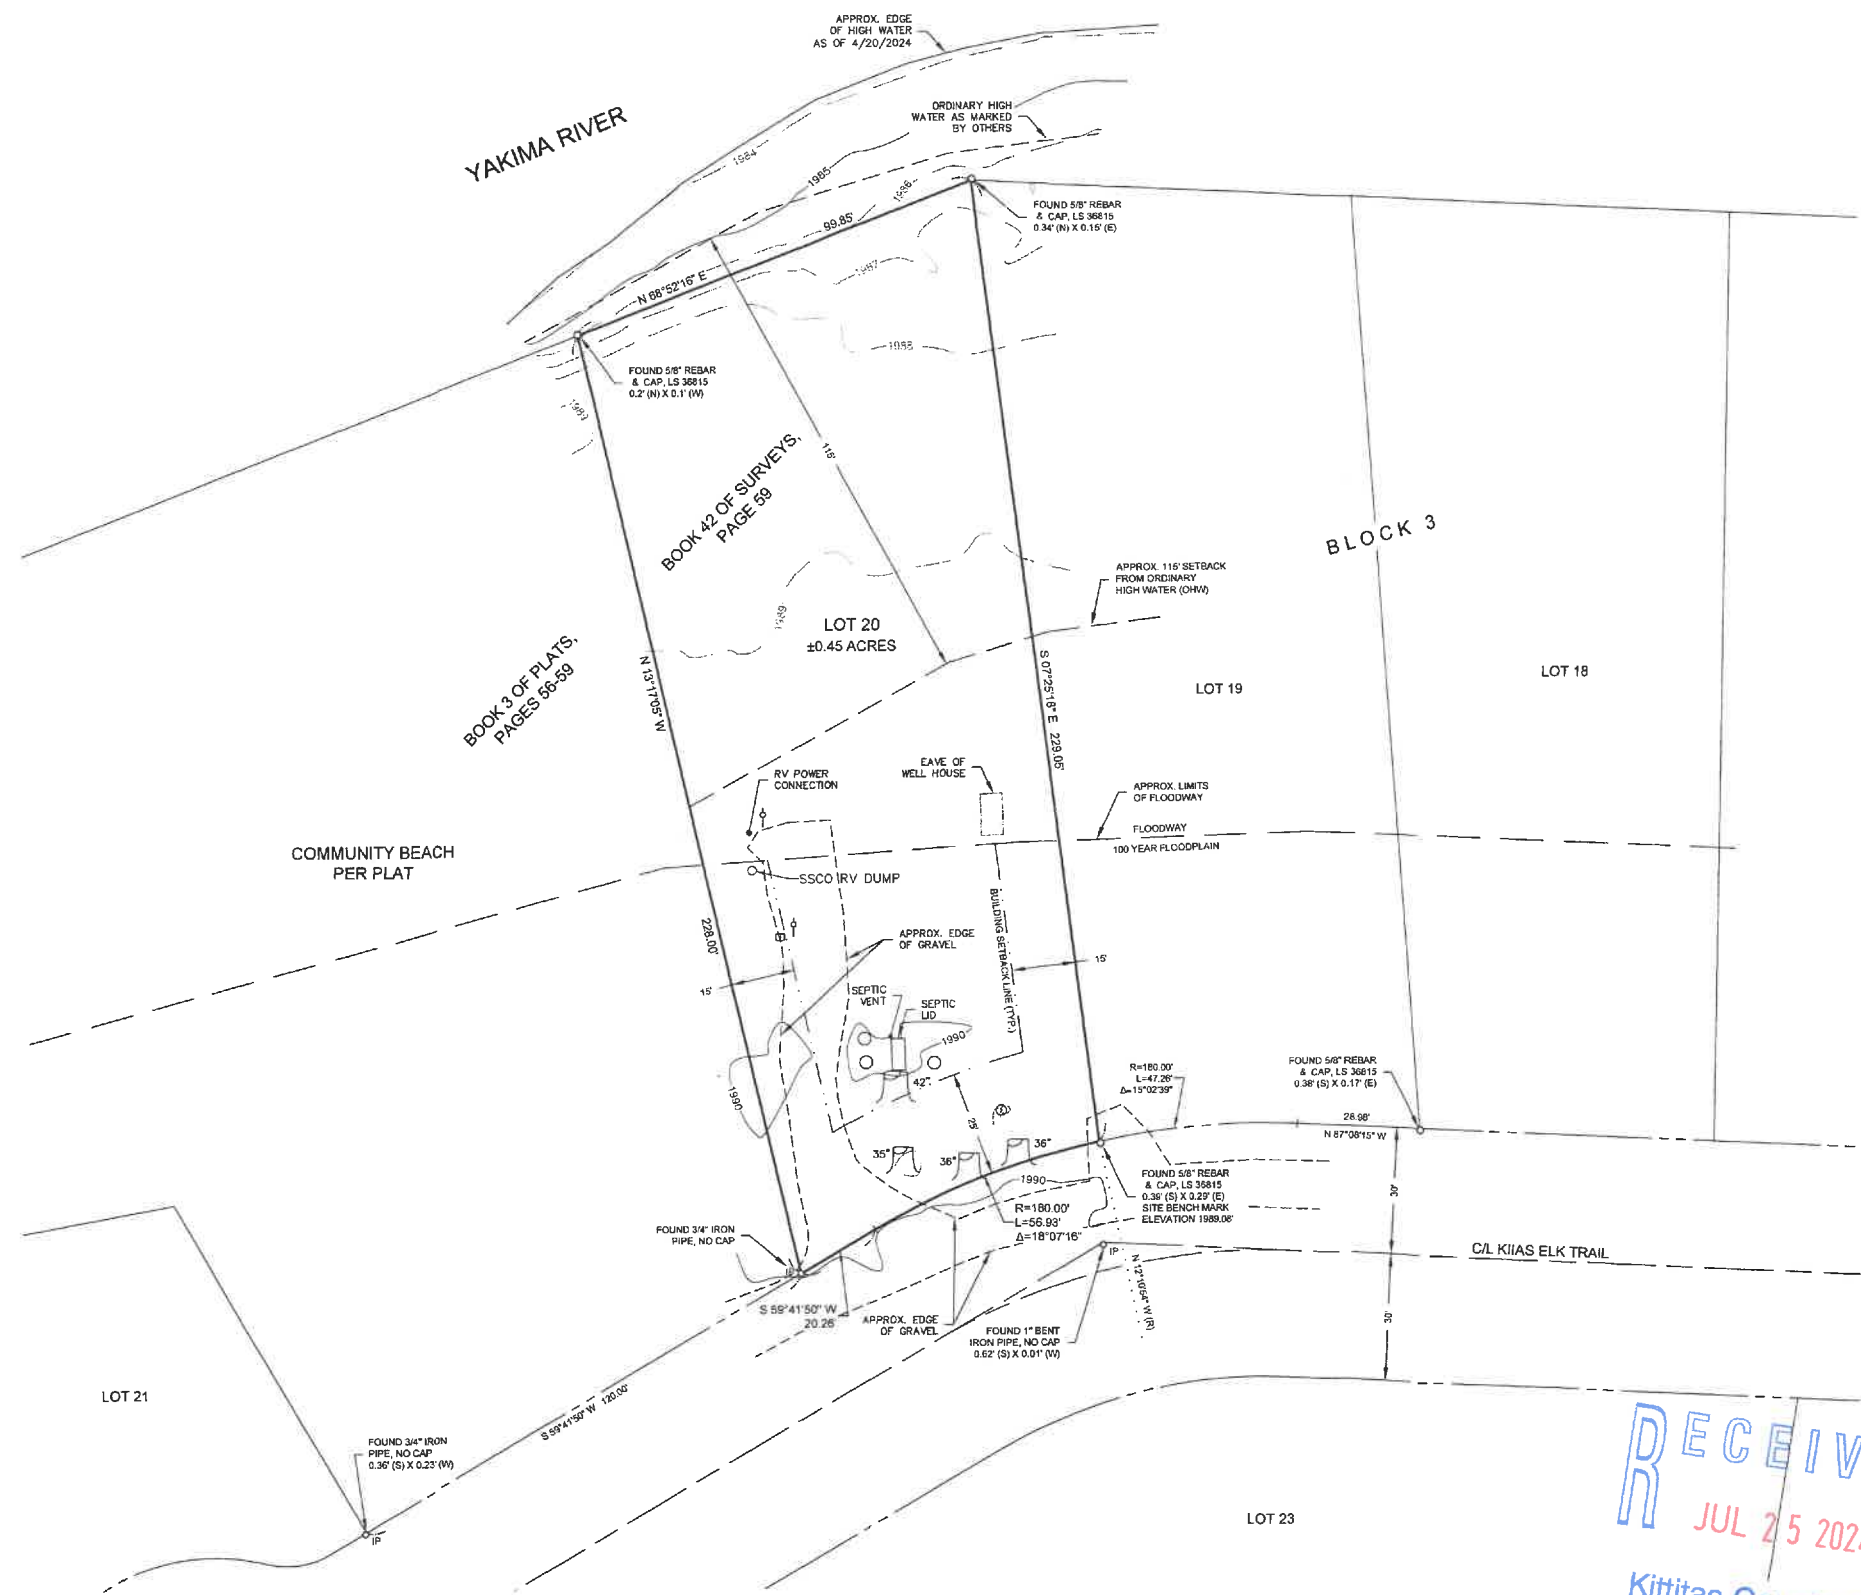 APPROX. EDGE
OF HIGH WATER
AS OF 4/20/2024
YAKIMA RIVER
ORDINARY HIGH
WATER AS MARKED
BY OTHERS
1984
1985
1986
FOUND 5/8" REBAR
& CAP, LS 36815
0.34' (N) X 0.15' (E)
99.85'
N 68°52'16" E
1987
1988
FOUND 5/8" REBAR
& CAP, LS 36815
0.2' (N) X 0.1' (W)
1989
115'
BOOK 42 OF SURVEYS,
PAGE 59
BLOCK 3
APPROX. 115' SETBACK
FROM ORDINARY
HIGH WATER (OHW)
1989
LOT 20
±0.45 ACRES
BOOK 3 OF PLATS,
PAGES 56-59
N 13°17'05" W
S 07°25'16" E 229.05'
LOT 19
LOT 18
EAVE OF
WELL HOUSE
RV POWER
CONNECTION
APPROX. LIMITS
OF FLOODWAY
FLOODWAY
100 YEAR FLOODPLAIN
COMMUNITY BEACH
PER PLAT
SSCO RV DUMP
BUILDING SETBACK LINE (TYP.)
228.00'
APPROX. EDGE
OF GRAVEL
15'
15'
SEPTIC
VENT
SEPTIC
LID
1990
42"
1990
25'
R=180.00'
L=47.26'
Δ=15°02'39"
FOUND 5/8" REBAR
& CAP, LS 36815
0.38' (S) X 0.17' (E)
28.98'
N 87°08'15" W
35"
36"
36"
1990
FOUND 5/8" REBAR
& CAP, LS 36815
0.39' (S) X 0.29' (E)
SITE BENCH MARK
ELEVATION 1989.08'
30'
R=180.00'
L=56.93'
Δ=18°07'16"
FOUND 3/4" IRON
PIPE, NO CAP
IP
IP
C/L KIIAS ELK TRAIL
N 12°10'54" W (R)
S 59°41'50" W
20.26'
APPROX. EDGE
OF GRAVEL
FOUND 1" BENT
IRON PIPE, NO CAP
0.62' (S) X 0.01' (W)
30'
LOT 21
S 59°41'50" W 120.00'
FOUND 3/4" IRON
PIPE, NO CAP
0.36' (S) X 0.23' (W)
IP
LOT 23
RECEIV
JUL 25 202
Kittitas